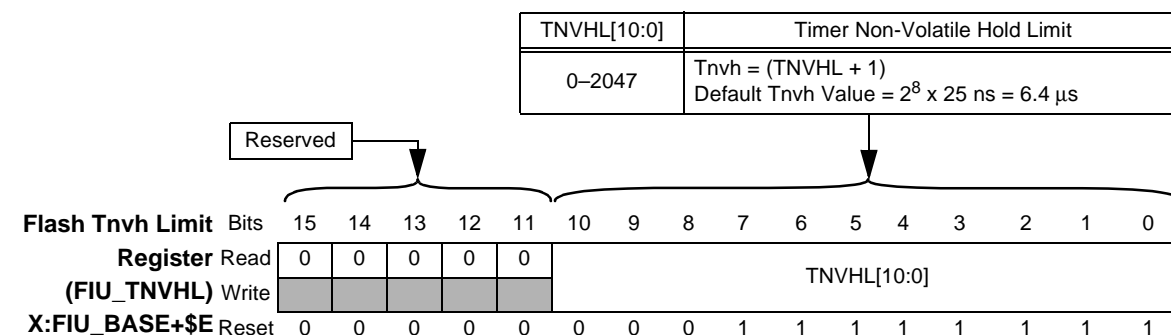 TNVHL[10:0] Timer Non-Volatile Hold Limit
0–2047 Tnvh = (TNVHL + 1)
Default Tnvh Value = 2⁸ x 25 ns = 6.4 µs
Reserved
Flash Tnvh Limit Bits 15 14 13 12 11 10 9 8 7 6 5 4 3 2 1 0
Register Read 0 0 0 0 0 TNVHL[10:0]
(FIU_TNVHL) Write
X:FIU_BASE+$E Reset 0 0 0 0 0 0 0 0 1 1 1 1 1 1 1 1